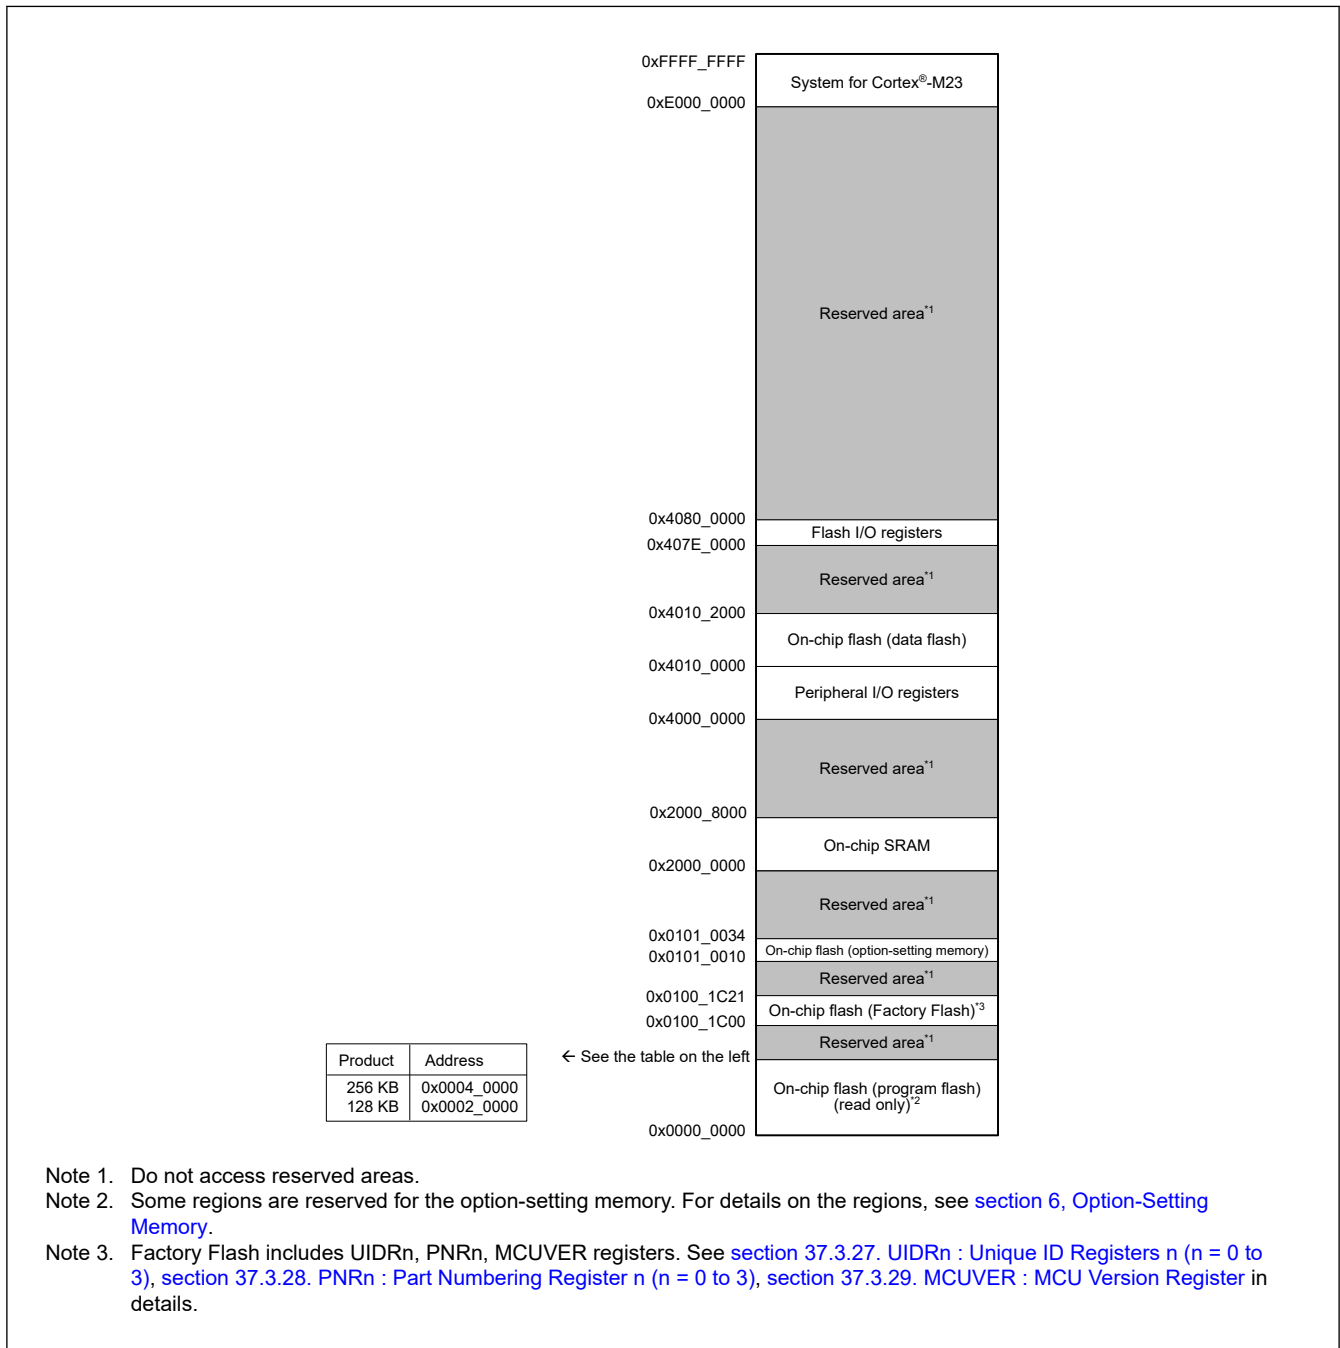 0xFFFF_FFFF
System for Cortex®-M23
0xE000_0000
Reserved area*1
0x4080_0000
Flash I/O registers
0x407E_0000
Reserved area*1
0x4010_2000
On-chip flash (data flash)
0x4010_0000
Peripheral I/O registers
0x4000_0000
Reserved area*1
0x2000_8000
On-chip SRAM
0x2000_0000
Reserved area*1
0x0101_0034
On-chip flash (option-setting memory)
0x0101_0010
Reserved area*1
0x0100_1C21
On-chip flash (Factory Flash)*3
0x0100_1C00
Reserved area*1
Product Address
256 KB 0x0004_0000
128 KB 0x0002_0000
← See the table on the left
On-chip flash (program flash)
(read only)*2
0x0000_0000
Note 1. Do not access reserved areas.
Note 2. Some regions are reserved for the option-setting memory. For details on the regions, see section 6, Option-Setting
Memory.
Note 3. Factory Flash includes UIDRn, PNRn, MCUVER registers. See section 37.3.27. UIDRn : Unique ID Registers n (n = 0 to
3), section 37.3.28. PNRn : Part Numbering Register n (n = 0 to 3), section 37.3.29. MCUVER : MCU Version Register in
details.